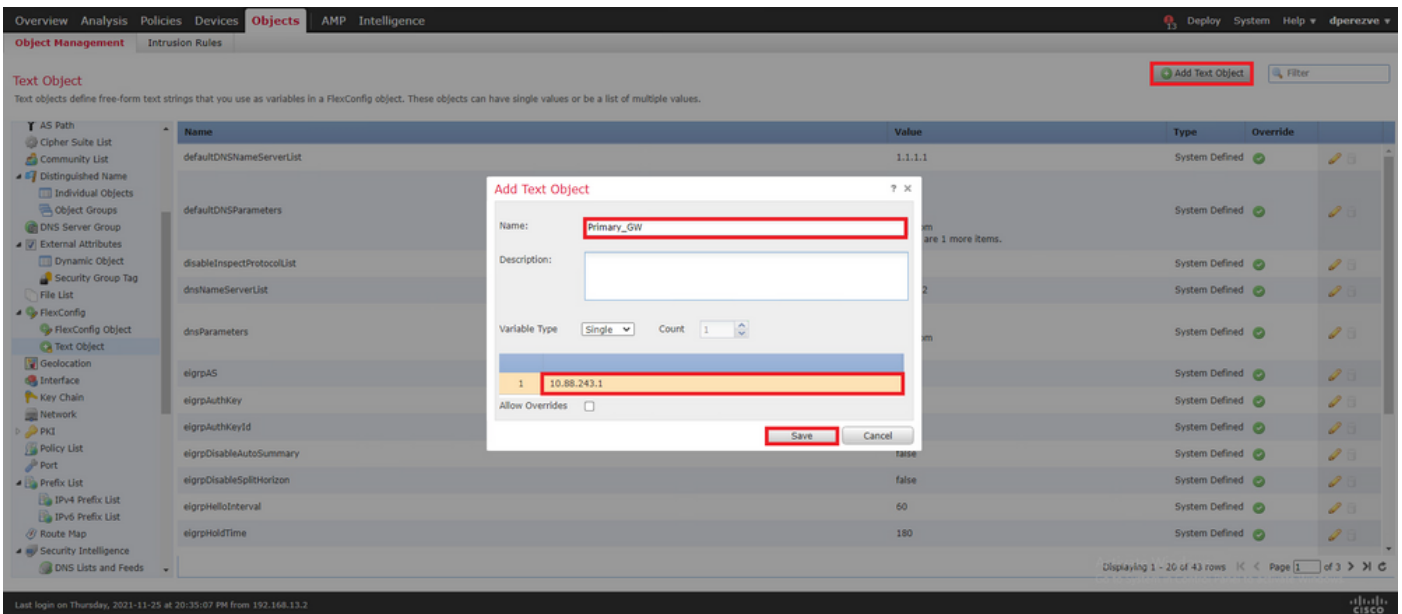 Overview Analysis Policies Devices Objects AMP Intelligence
13 Deploy System Help dperezve
Object Management Intrusion Rules
Text Object
Add Text Object
Filter
Text objects define free-form text strings that you use as variables in a FlexConfig object. These objects can have single values or be a list of multiple values.
AS Path
Cipher Suite List
Community List
Distinguished Name
Individual Objects
Object Groups
DNS Server Group
External Attributes
Dynamic Object
Security Group Tag
File List
FlexConfig
FlexConfig Object
Text Object
Geolocation
Interface
Key Chain
Network
PKI
Policy List
Port
Prefix List
IPv4 Prefix List
IPv6 Prefix List
Route Map
Security Intelligence
DNS Lists and Feeds
Name Value Type Override
defaultDNSNameServerList 1.1.1.1 System Defined
defaultDNSParameters System Defined
om
are 1 more items.
disableInspectProtocolList System Defined
dnsNameServerList 2 System Defined
dnsParameters System Defined
om
eigrpAS System Defined
eigrpAuthKey System Defined
eigrpAuthKeyId System Defined
eigrpDisableAutoSummary false System Defined
eigrpDisableSplitHorizon false System Defined
eigrpHelloInterval 60 System Defined
eigrpHoldTime 180 System Defined
Add Text Object ? ×
Name: Primary_GW
Description:
Variable Type Single Count 1
1 10.88.243.1
Allow Overrides
Save Cancel
Displaying 1 - 20 of 43 rows |< < Page 1 of 3 > >|
Last login on Thursday, 2021-11-25 at 20:35:07 PM from 192.168.13.2
CISCO